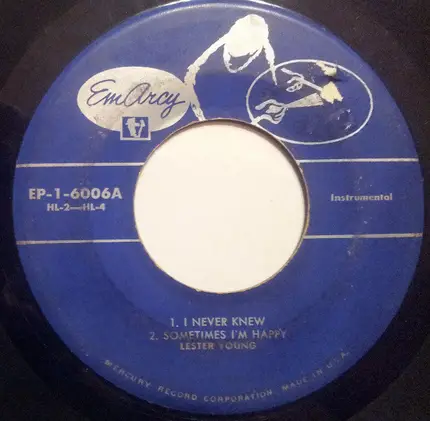 EmArcy
EP-1-6006A
HL-2—HL-4
Instrumental
1. I NEVER KNEW
2. SOMETIMES I'M HAPPY
LESTER YOUNG
MERCURY RECORD CORPORATION, MADE IN U.S.A.